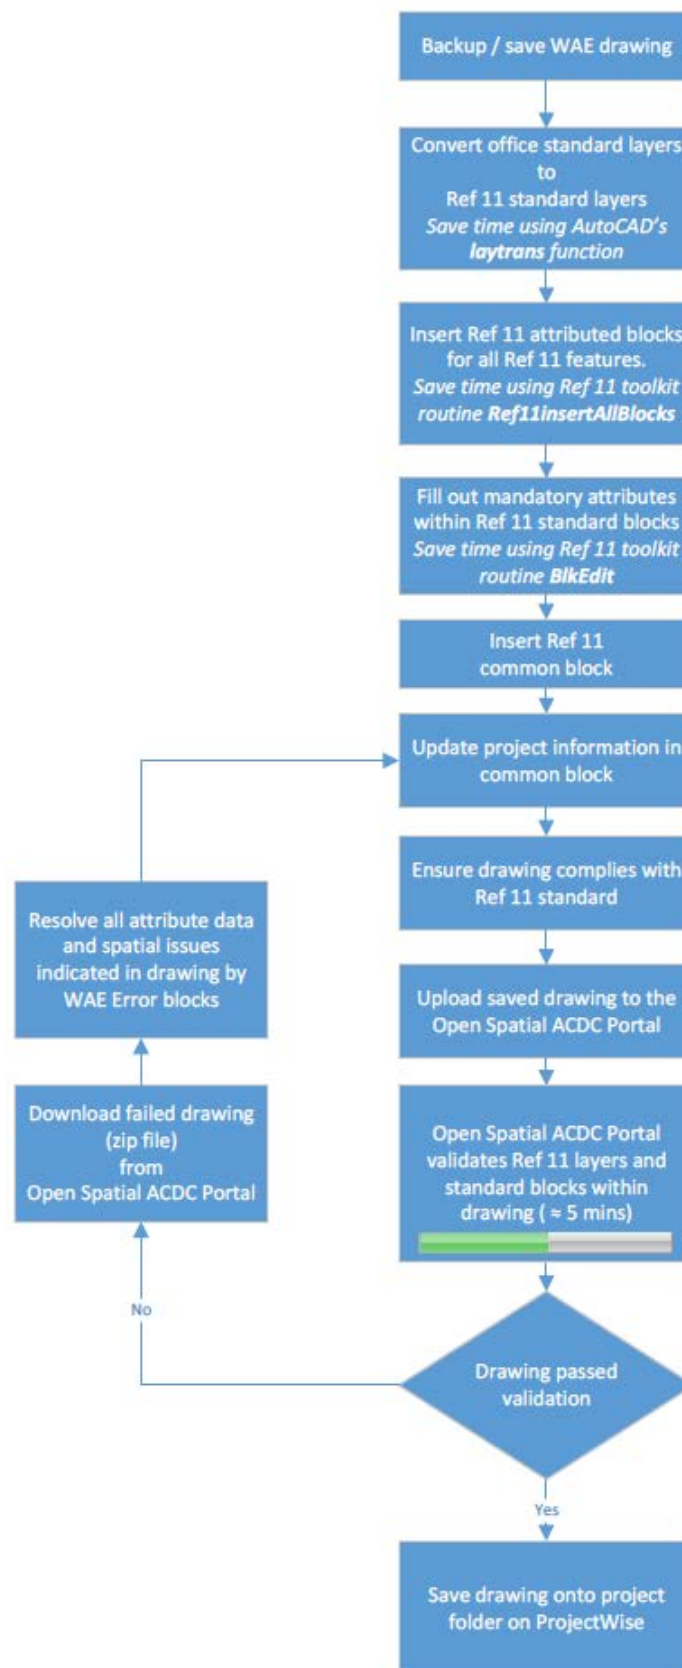 Backup / save WAE drawing
Convert office standard layers
to
Ref 11 standard layers
Save time using AutoCAD's
laytrans function
Insert Ref 11 attributed blocks
for all Ref 11 features.
Save time using Ref 11 toolkit
routine Ref11insertAllBlocks
Fill out mandatory attributes
within Ref 11 standard blocks
Save time using Ref 11 toolkit
routine BlkEdit
Insert Ref 11
common block
Update project information in
common block
Ensure drawing complies with
Ref 11 standard
Upload saved drawing to the
Open Spatial ACDC Portal
Open Spatial ACDC Portal
validates Ref 11 layers and
standard blocks within
drawing ( ≈ 5 mins)
Drawing passed
validation
No
Download failed drawing
(zip file)
from
Open Spatial ACDC Portal
Resolve all attribute data
and spatial issues
indicated in drawing by
WAE Error blocks
Yes
Save drawing onto project
folder on ProjectWise